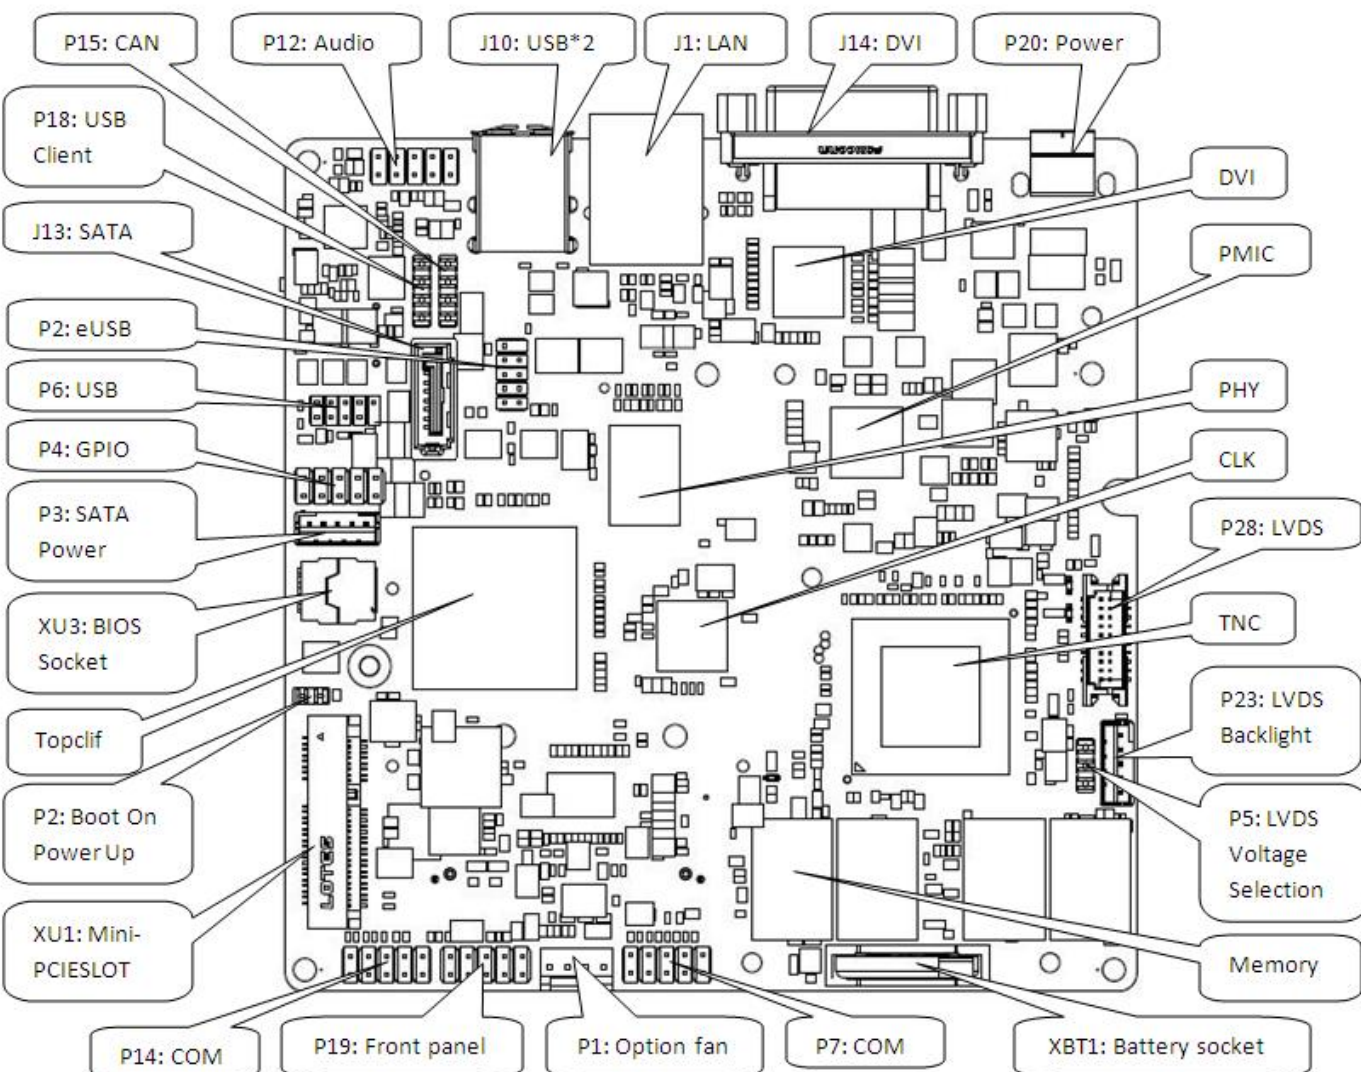 P15: CAN
P12: Audio
J10: USB*2
J1: LAN
J14: DVI
P20: Power
P18: USB
Client
J13: SATA
P2: eUSB
P6: USB
P4: GPIO
P3: SATA
Power
XU3: BIOS
Socket
Topclif
P2: Boot On
Power Up
XU1: Mini-
PCIESLOT
DVI
PMIC
PHY
CLK
P28: LVDS
TNC
P23: LVDS
Backlight
P5: LVDS
Voltage
Selection
Memory
LOTES
P14: COM
P19: Front panel
P1: Option fan
P7: COM
XBT1: Battery socket